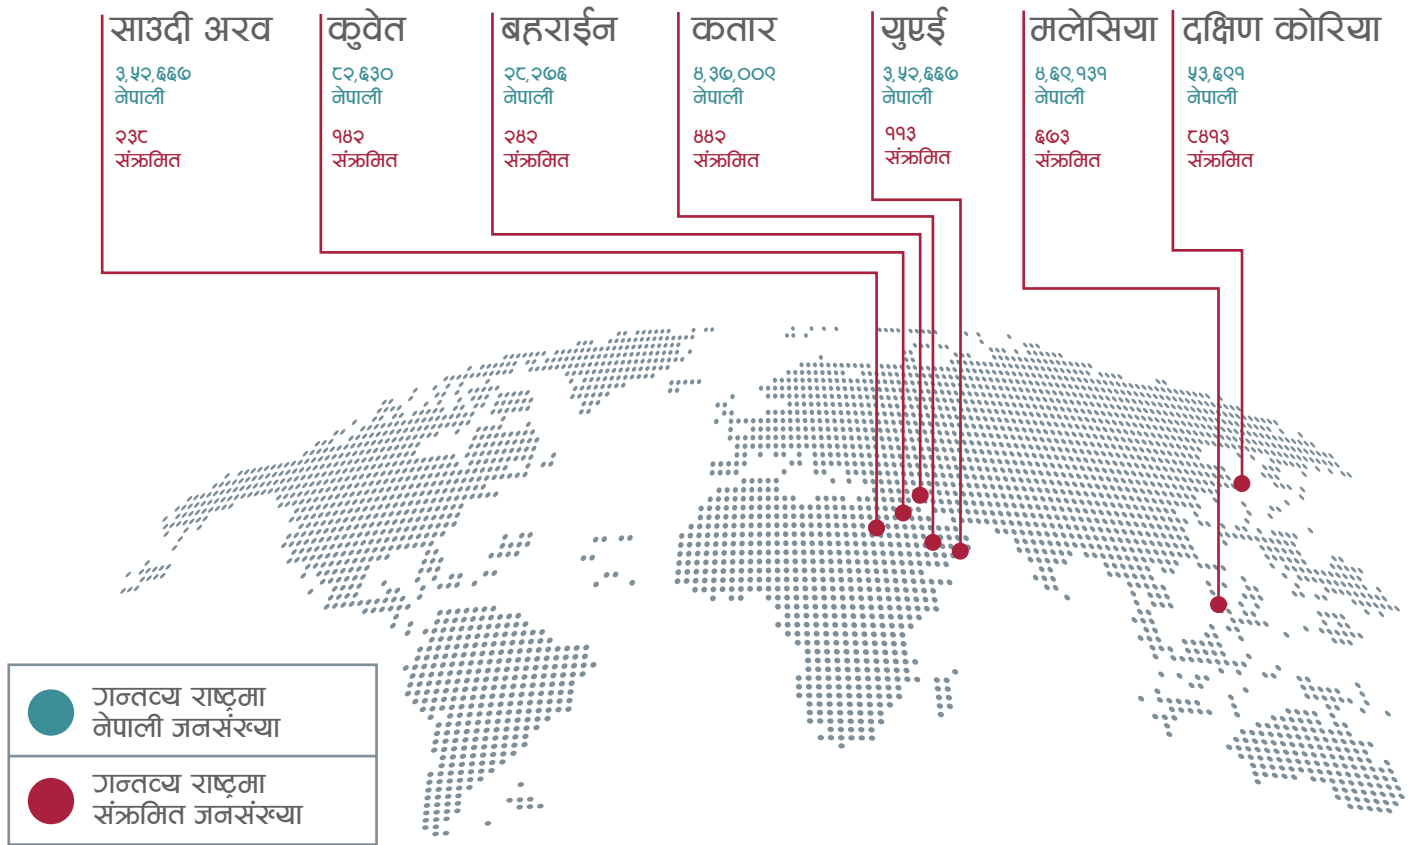 साउदी अरव
३,५२,६६७
नेपाली
२३८
संक्रमित
कुवेत
८२,६३०
नेपाली
१४२
संक्रमित
बहराईन
२८,२७६
नेपाली
२४२
संक्रमित
कतार
४,३७,००९
नेपाली
४४२
संक्रमित
युएई
३,५२,६६७
नेपाली
११३
संक्रमित
मलेसिया
४,६९,१३१
नेपाली
६७३
संक्रमित
दक्षिण कोरिया
५३,६९१
नेपाली
८४१३
संक्रमित
गन्तव्य राष्ट्रमा
नेपाली जनसंख्या
गन्तव्य राष्ट्रमा
संक्रमित जनसंख्या